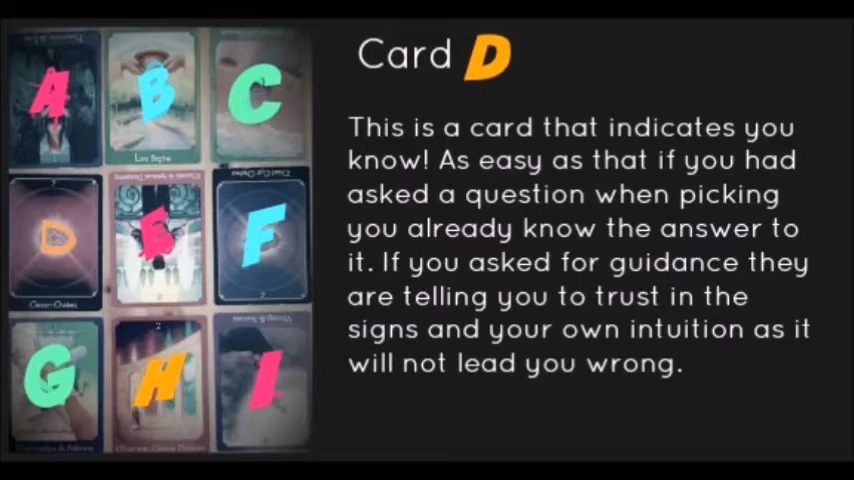 Card D
This is a card that indicates you
know! As easy as that if you had
asked a question when picking
you already know the answer to
it. If you asked for guidance they
are telling you to trust in the
signs and your own intuition as it
will not lead you wrong.
A B C
D E F
G H I